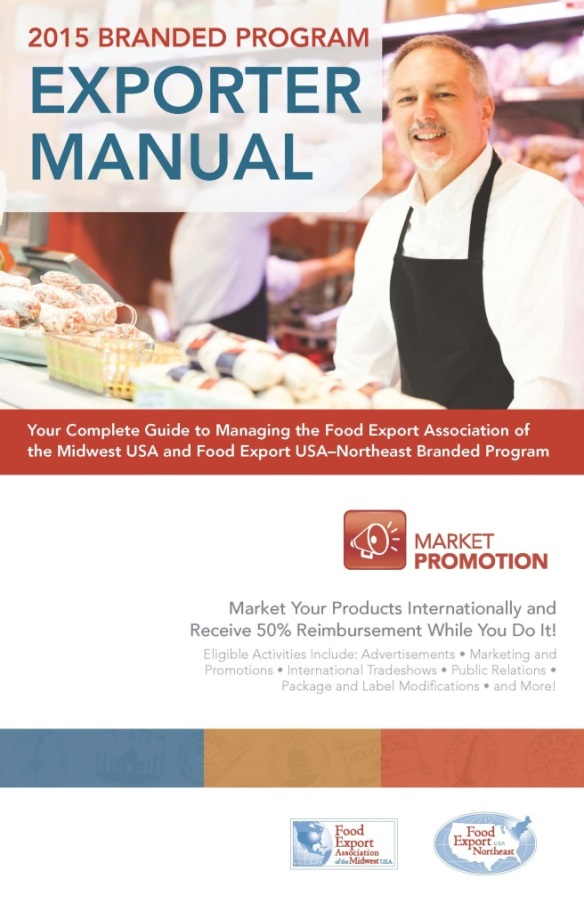 2015 BRANDED PROGRAM
EXPORTER
MANUAL
Your Complete Guide to Managing the Food Export Association of
the Midwest USA and Food Export USA–Northeast Branded Program
MARKET
PROMOTION
Market Your Products Internationally and
Receive 50% Reimbursement While You Do It!
Eligible Activities Include: Advertisements • Marketing and
Promotions • International Tradeshows • Public Relations •
Package and Label Modifications • and More!
Food
Export
Association
of the Midwest USA
Food
Export USA
Northeast